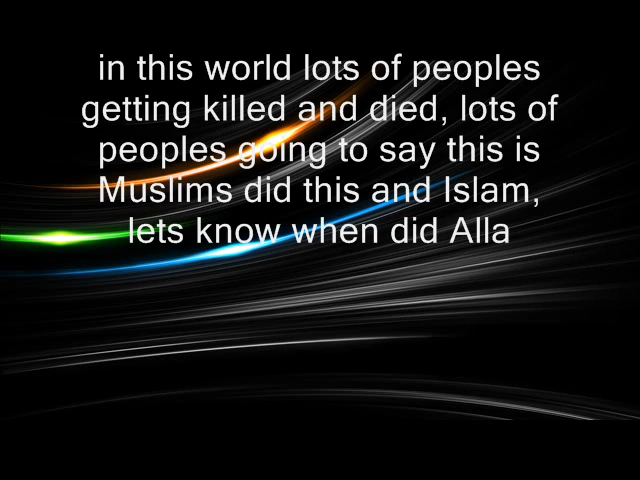 in this world lots of peoples
getting killed and died, lots of
peoples going to say this is
Muslims did this and Islam,
lets know when did Alla